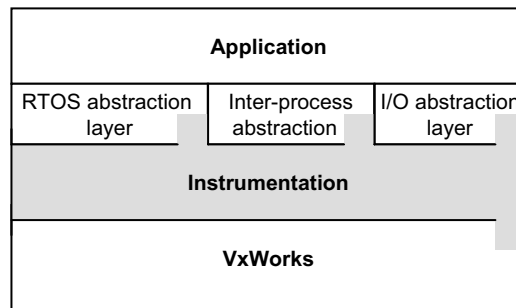 Application
RTOS abstraction
layer
Inter-process
abstraction
I/O abstraction
layer
Instrumentation
VxWorks